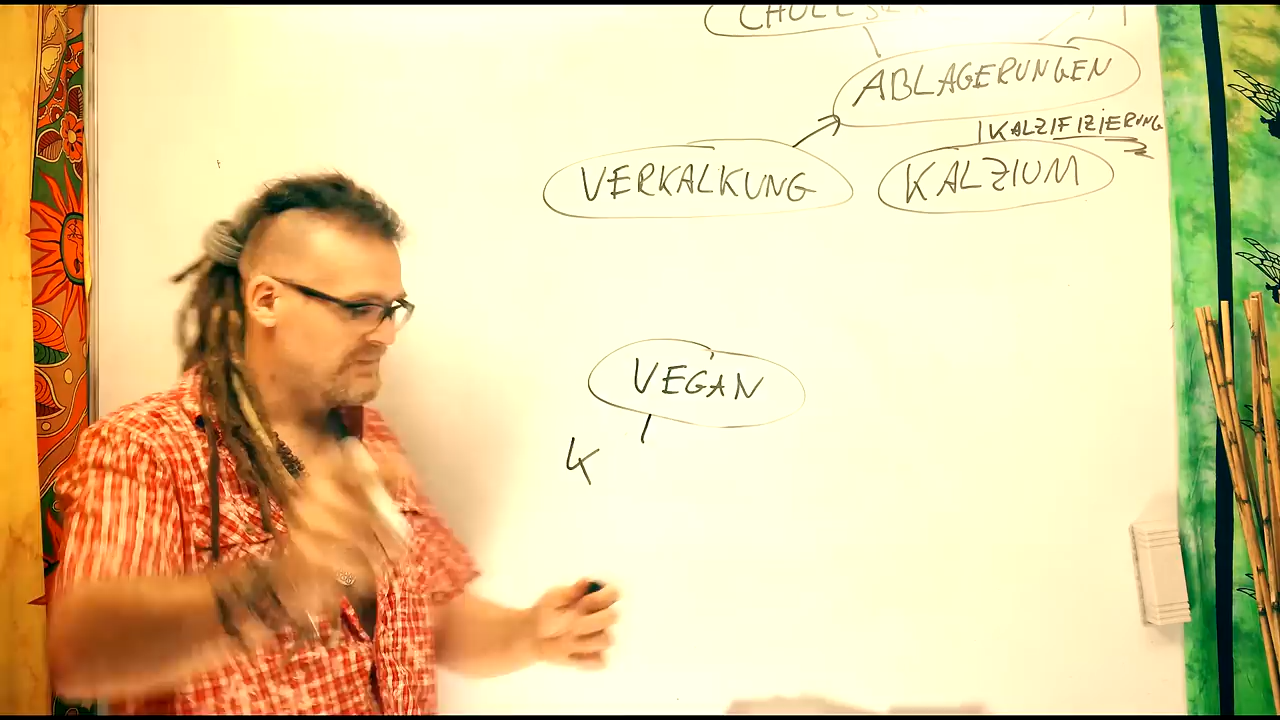 ABLAGERUNGEN
KALZIFIZIERUNG
VERKALKUNG
KALZIUM
VEGAN